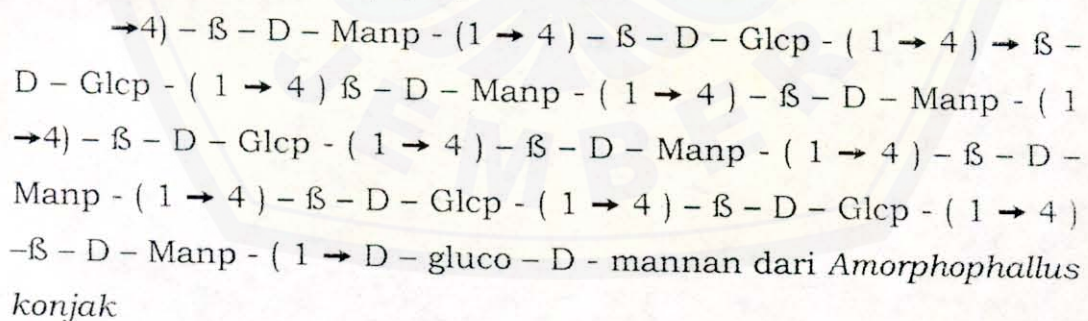 →4) – ß – D – Manp - (1 → 4 ) – ß – D – Glcp - ( 1 → 4 ) → ß –
D – Glcp - ( 1 → 4 ) ß – D – Manp - ( 1 → 4 ) – ß – D – Manp - ( 1
→4) – ß – D – Glcp - ( 1 → 4 ) – ß – D – Manp - ( 1 → 4 ) – ß – D –
Manp - ( 1 → 4 ) – ß – D – Glcp - ( 1 → 4 ) – ß – D – Glcp - ( 1 → 4 )
–ß – D – Manp - ( 1 → D – gluco – D - mannan dari Amorphophallus
konjak
JEMBER